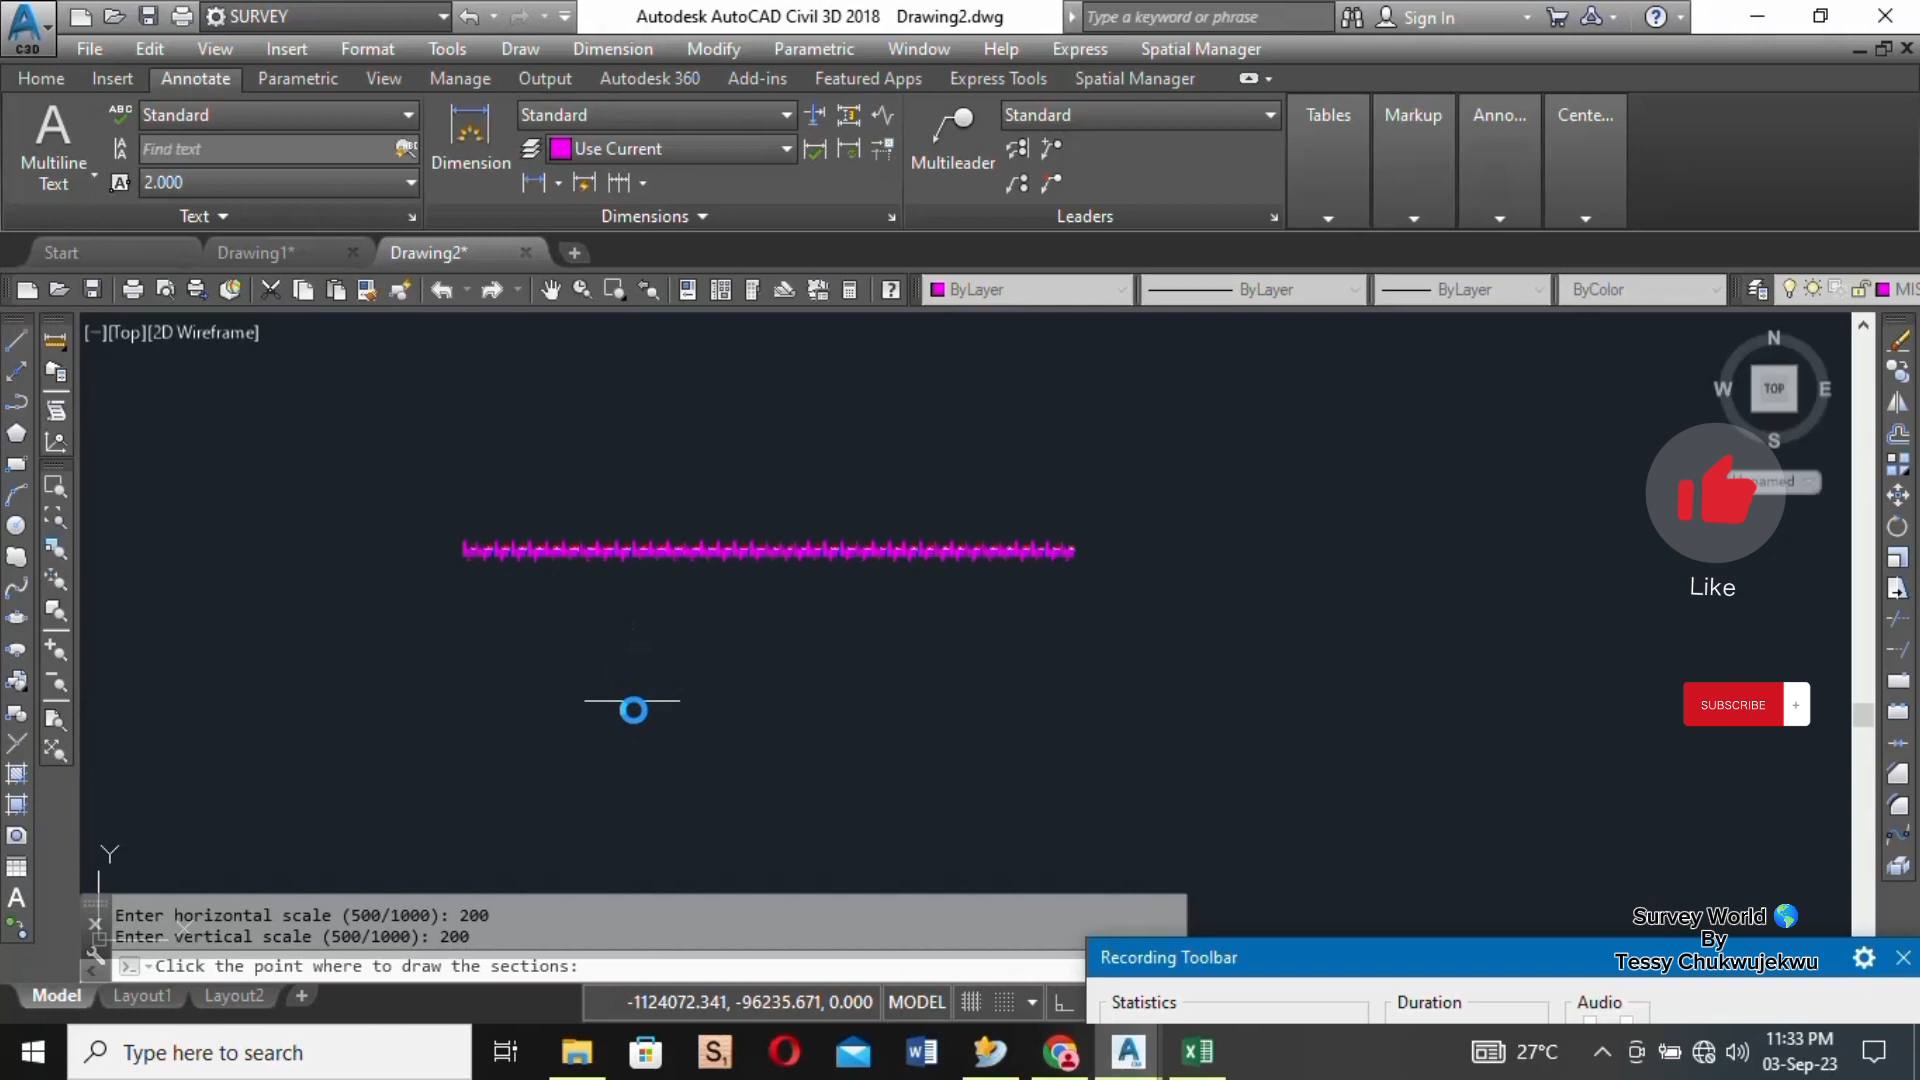 SURVEY
Autodesk AutoCAD Civil 3D 2018 Drawing2.dwg
Type a keyword or phrase
Sign In
C3D
File Edit View Insert Format Tools Draw Dimension Modify Parametric Window Help Express Spatial Manager
Home Insert Annotate Parametric View Manage Output Autodesk 360 Add-ins Featured Apps Express Tools Spatial Manager
Multiline Text
Standard
Find text
2.000
Text
Dimension
Standard
Use Current
Dimensions
Multileader
Standard
Leaders
Tables
Markup
Anno...
Cente...
Start Drawing1* Drawing2*
ByLayer ByLayer ByLayer ByColor MIS
[−][Top][2D Wireframe]
N
W TOP E
S
named
Like
SUBSCRIBE +
Y
Enter horizontal scale (500/1000): 200
Enter vertical scale (500/1000): 200
Click the point where to draw the sections:
Survey World
By
Tessy Chukwujekwu
Recording Toolbar
Statistics Duration Audio
Model Layout1 Layout2 +
-1124072.341, -96235.671, 0.000 MODEL
Type here to search
27°C
11:33 PM
03-Sep-23